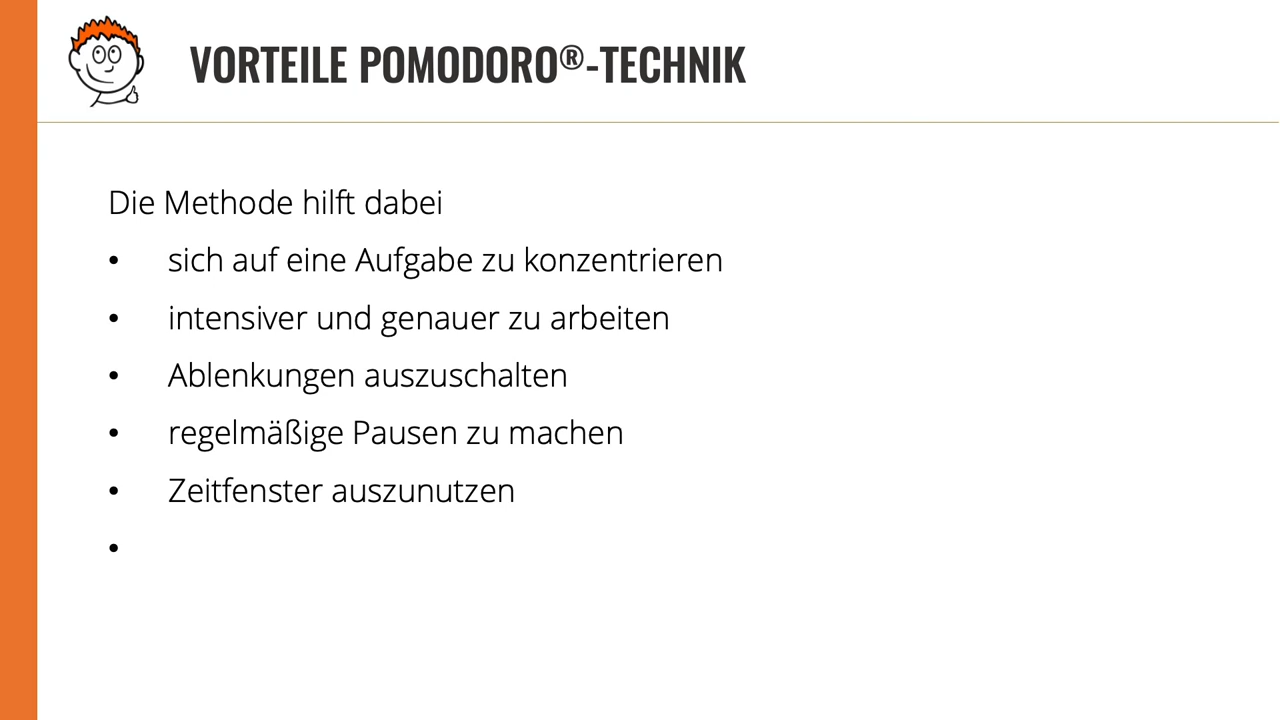 VORTEILE POMODORO®-TECHNIK
Die Methode hilft dabei
• sich auf eine Aufgabe zu konzentrieren
• intensiver und genauer zu arbeiten
• Ablenkungen auszuschalten
• regelmäßige Pausen zu machen
• Zeitfenster auszunutzen
•